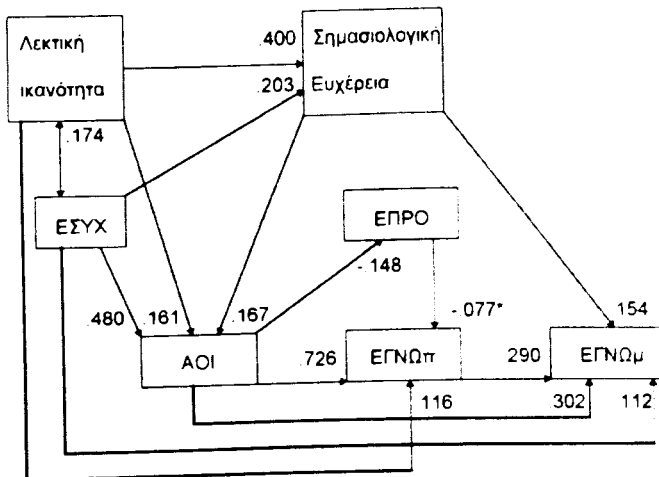 Λεκτική
ικανότητα
.400
Σημασιολογική
.203
Ευχέρεια
.174
ΕΣΥΧ
ΕΠΡΟ
-.148
-.077*
.480
.161
.167
154
ΑΟΙ
.726
ΕΓΝΩπ
290
ΕΓΝΩμ
116
302
112